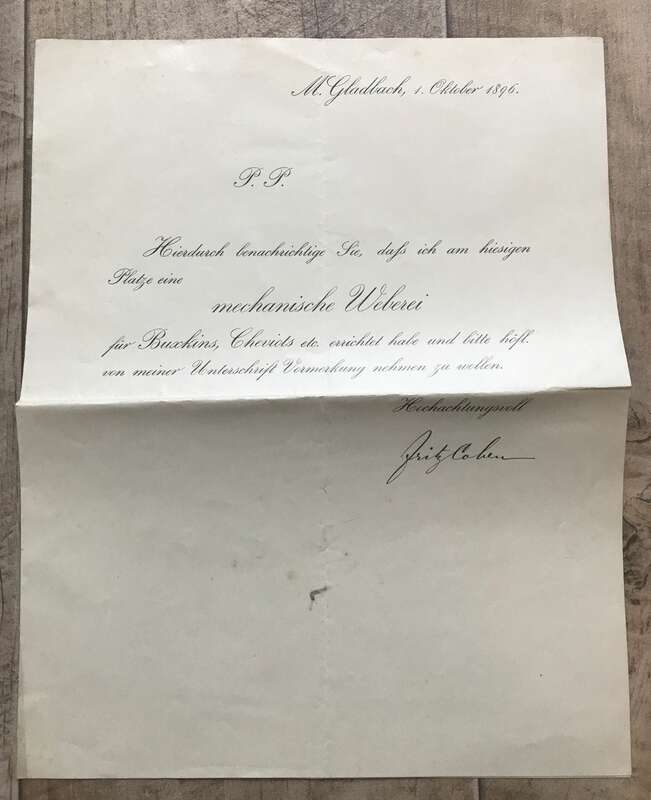 M. Gladbach, 1. Oktober 1896.
P. P.
Hierdurch benachrichtige Sie, daſs ich am hiesigen
Platze eine
mechanische Weberei
für Buxkins, Cheviots etc. errichtet habe und bitte höfl.
von meiner Unterschrift Vormerkung nehmen zu wollen.
Hochachtungsvoll
Fritz Cohen